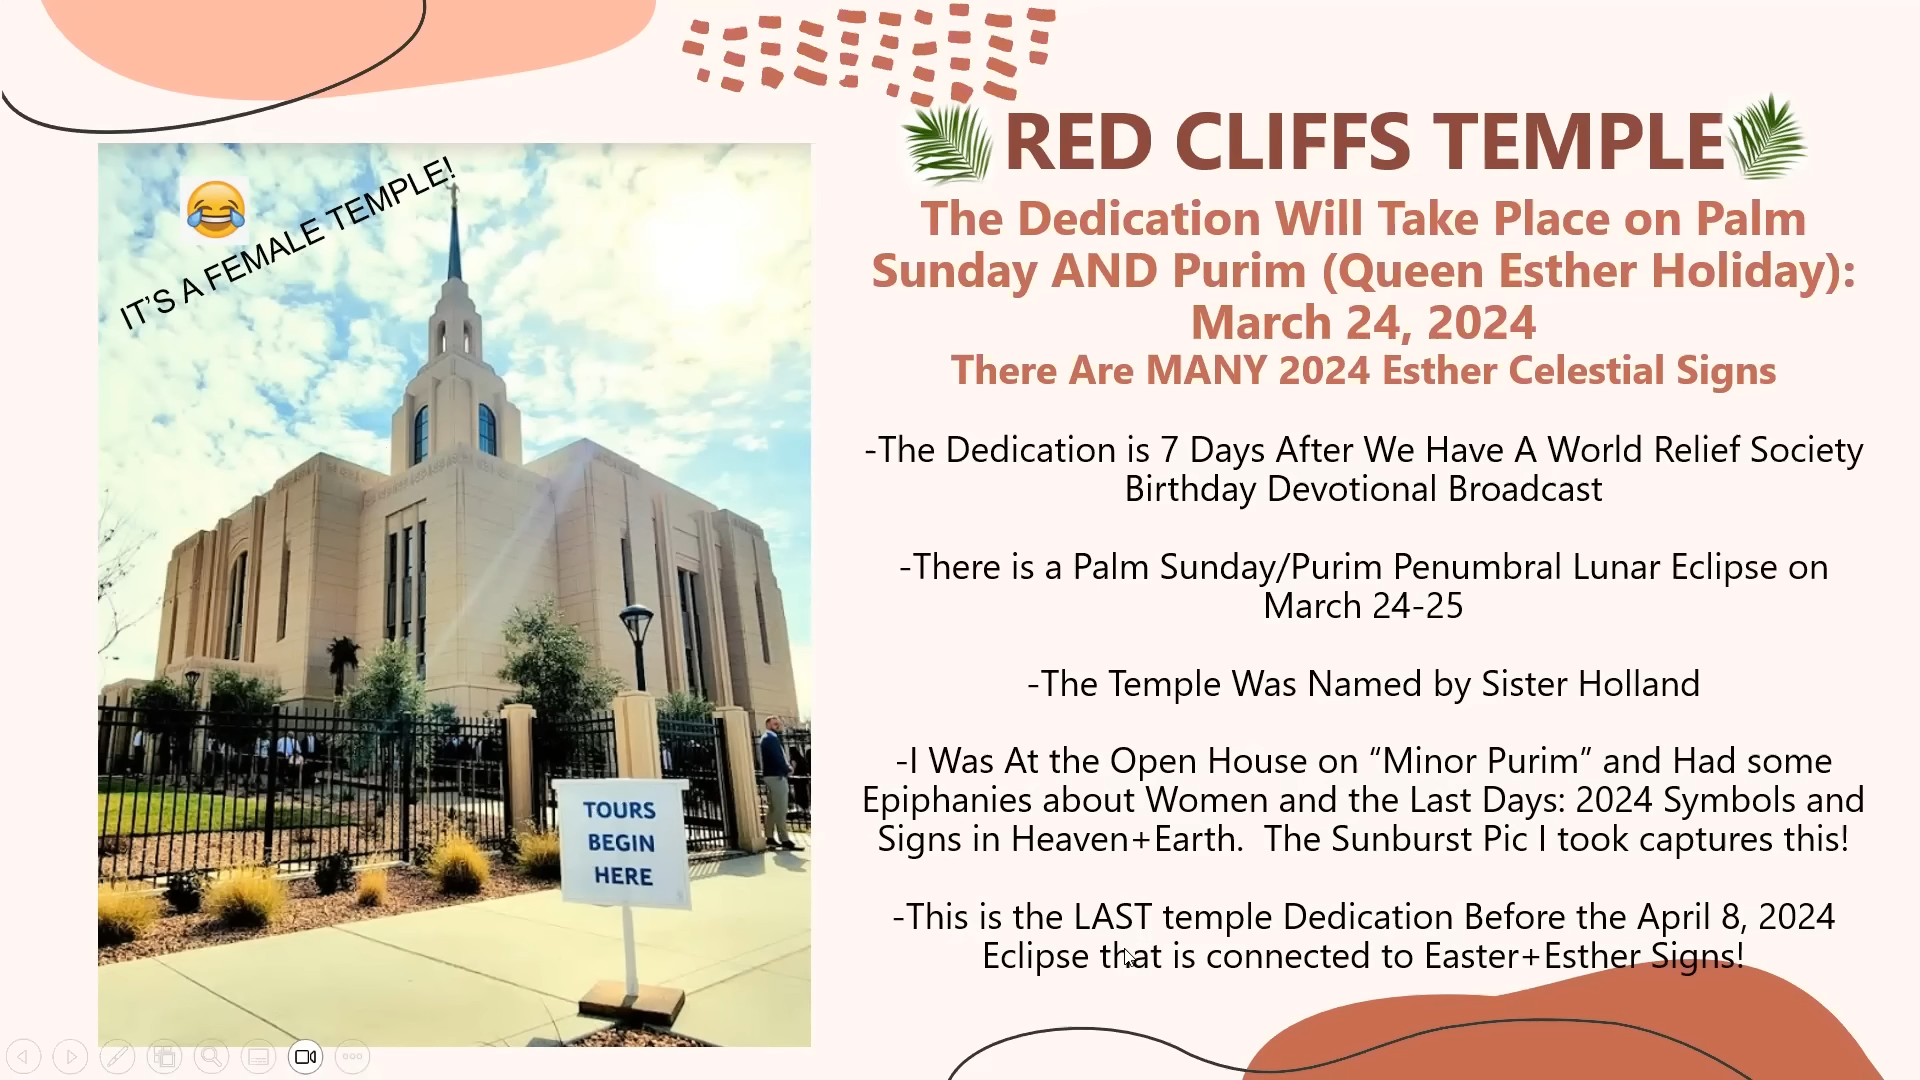 IT’S A FEMALE TEMPLE!
TOURS
BEGIN
HERE
RED CLIFFS TEMPLE
The Dedication Will Take Place on Palm
Sunday AND Purim (Queen Esther Holiday):
March 24, 2024
There Are MANY 2024 Esther Celestial Signs
-The Dedication is 7 Days After We Have A World Relief Society
Birthday Devotional Broadcast
-There is a Palm Sunday/Purim Penumbral Lunar Eclipse on
March 24-25
-The Temple Was Named by Sister Holland
-I Was At the Open House on “Minor Purim” and Had some
Epiphanies about Women and the Last Days: 2024 Symbols and
Signs in Heaven+Earth.  The Sunburst Pic I took captures this!
-This is the LAST temple Dedication Before the April 8, 2024
Eclipse that is connected to Easter+Esther Signs!